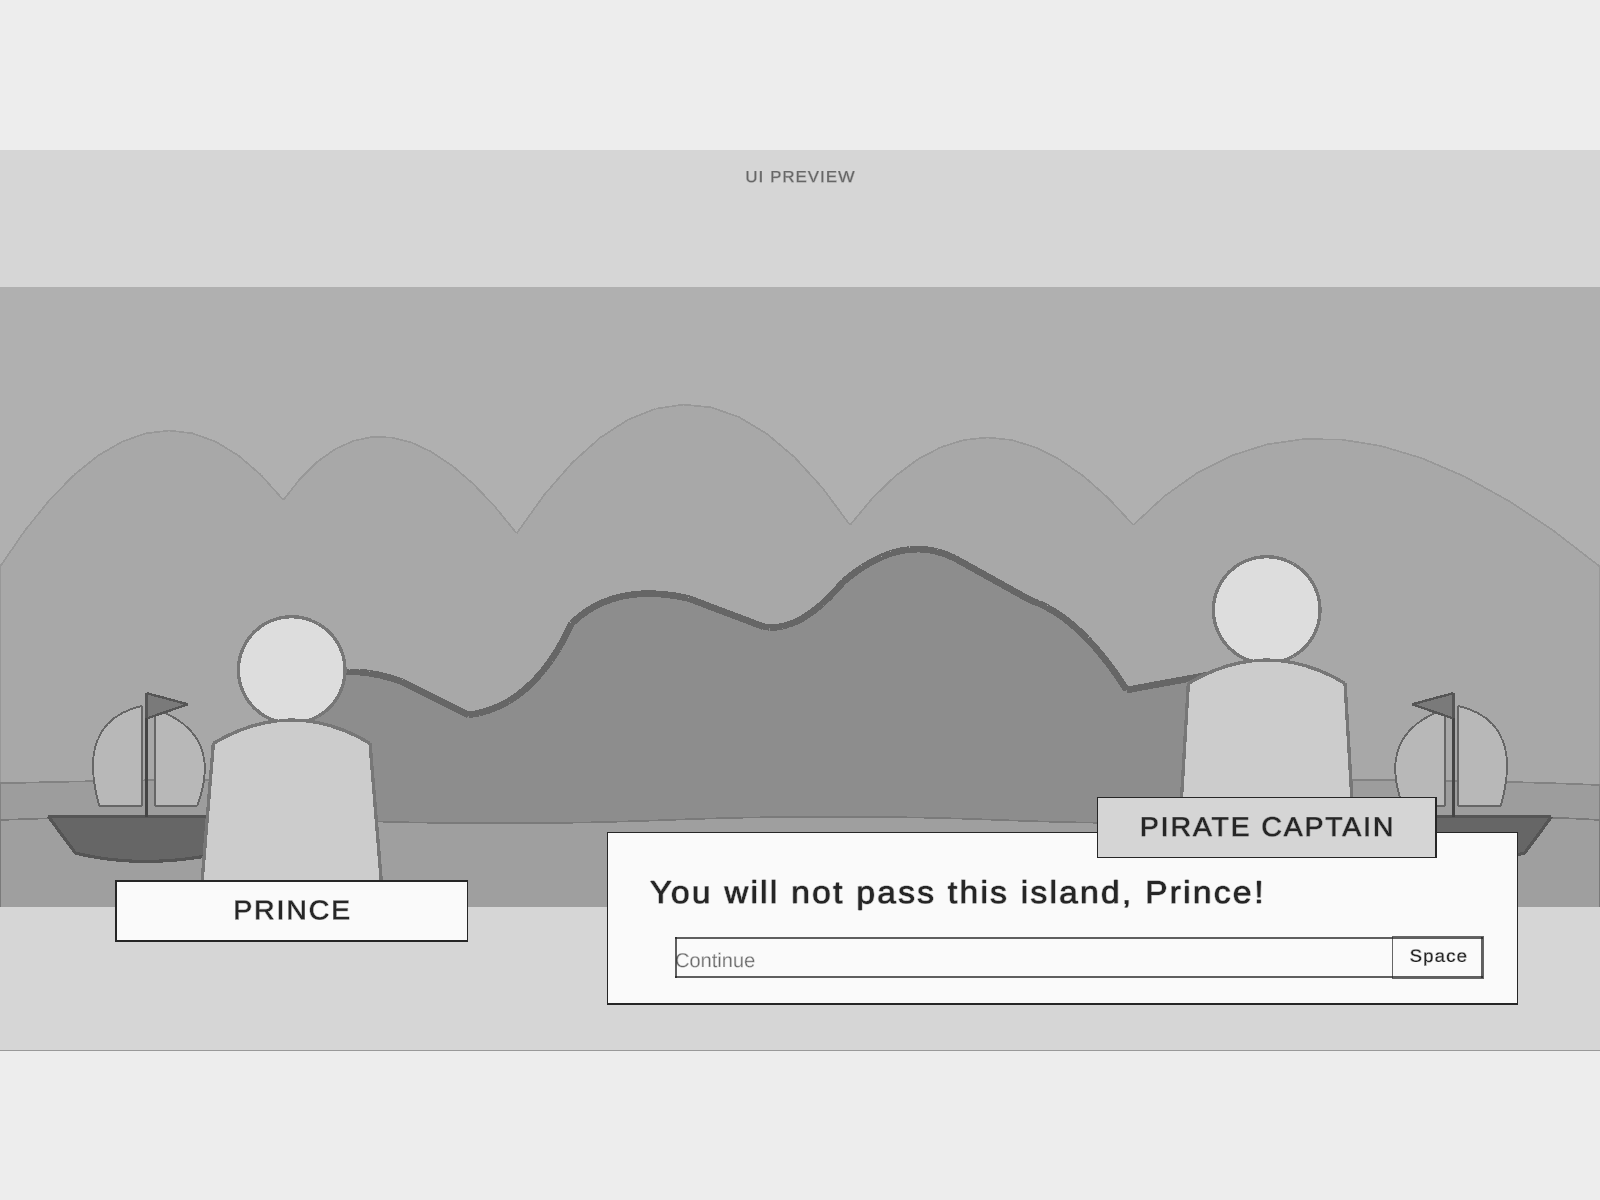 UI PREVIEW
PIRATE CAPTAIN
You will not pass this island, Prince!
PRINCE
Continue
Space